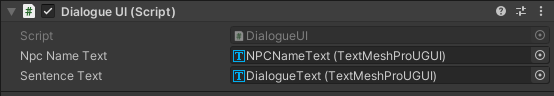 Dialogue UI (Script)
Script DialogueUI
Npc Name Text NPCNameText (TextMeshProUGUI)
Sentence Text DialogueText (TextMeshProUGUI)